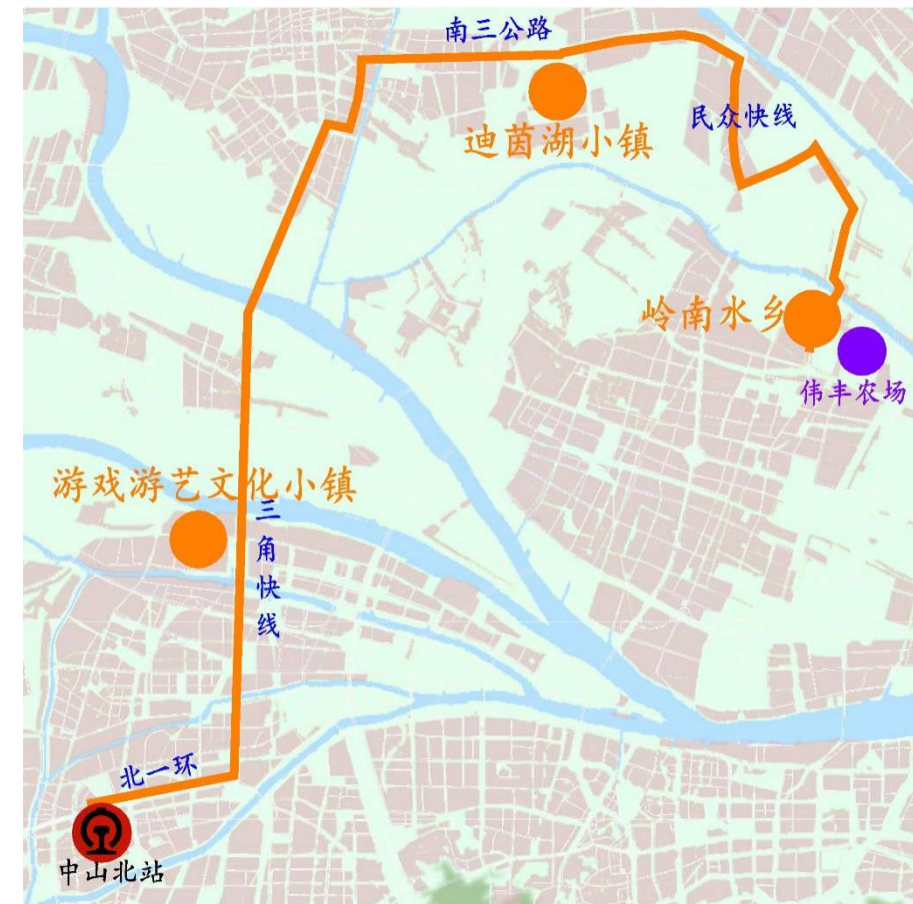 南三公路
迪茵湖小镇
民众快线
岭南水乡
伟丰农场
游戏游艺文化小镇
三角快线
北一环
中山北站